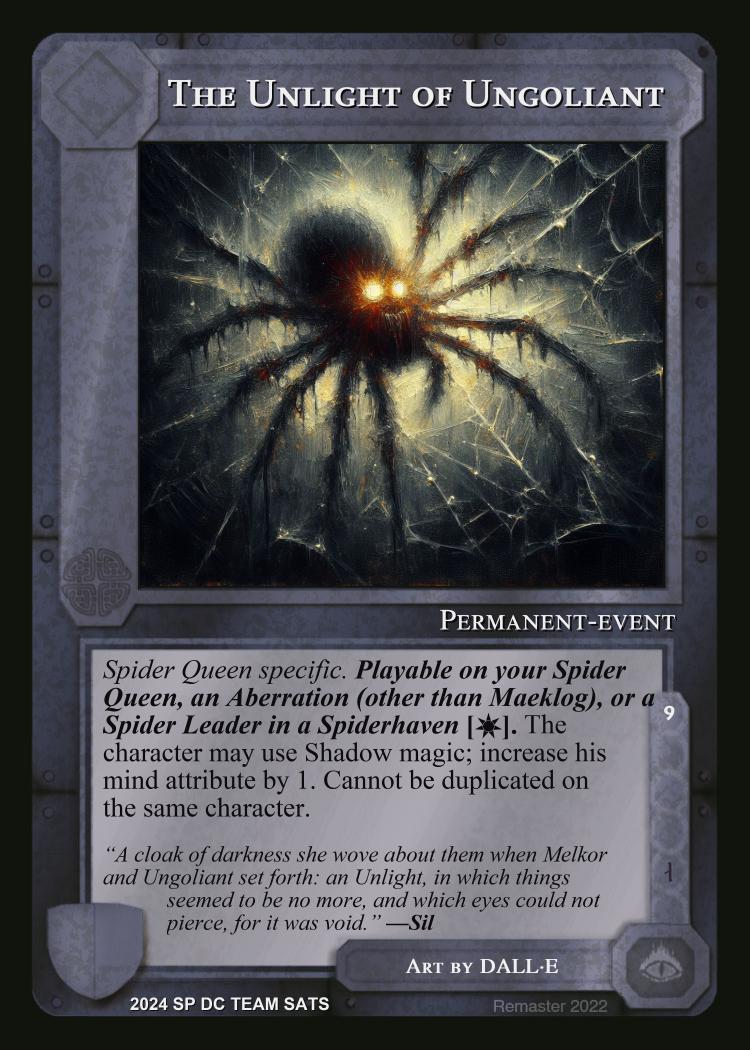 The Unlight of Ungoliant
Permanent-event
Spider Queen specific. Playable on your Spider
Queen, an Aberration (other than Maeklog), or a
Spider Leader in a Spiderhaven [✷]. The
character may use Shadow magic; increase his
mind attribute by 1. Cannot be duplicated on
the same character.
9
“A cloak of darkness she wove about them when Melkor
and Ungoliant set forth: an Unlight, in which things
seemed to be no more, and which eyes could not
pierce, for it was void.” —Sil
Art by DALL·E
2024 SP DC TEAM SATS
Remaster 2022